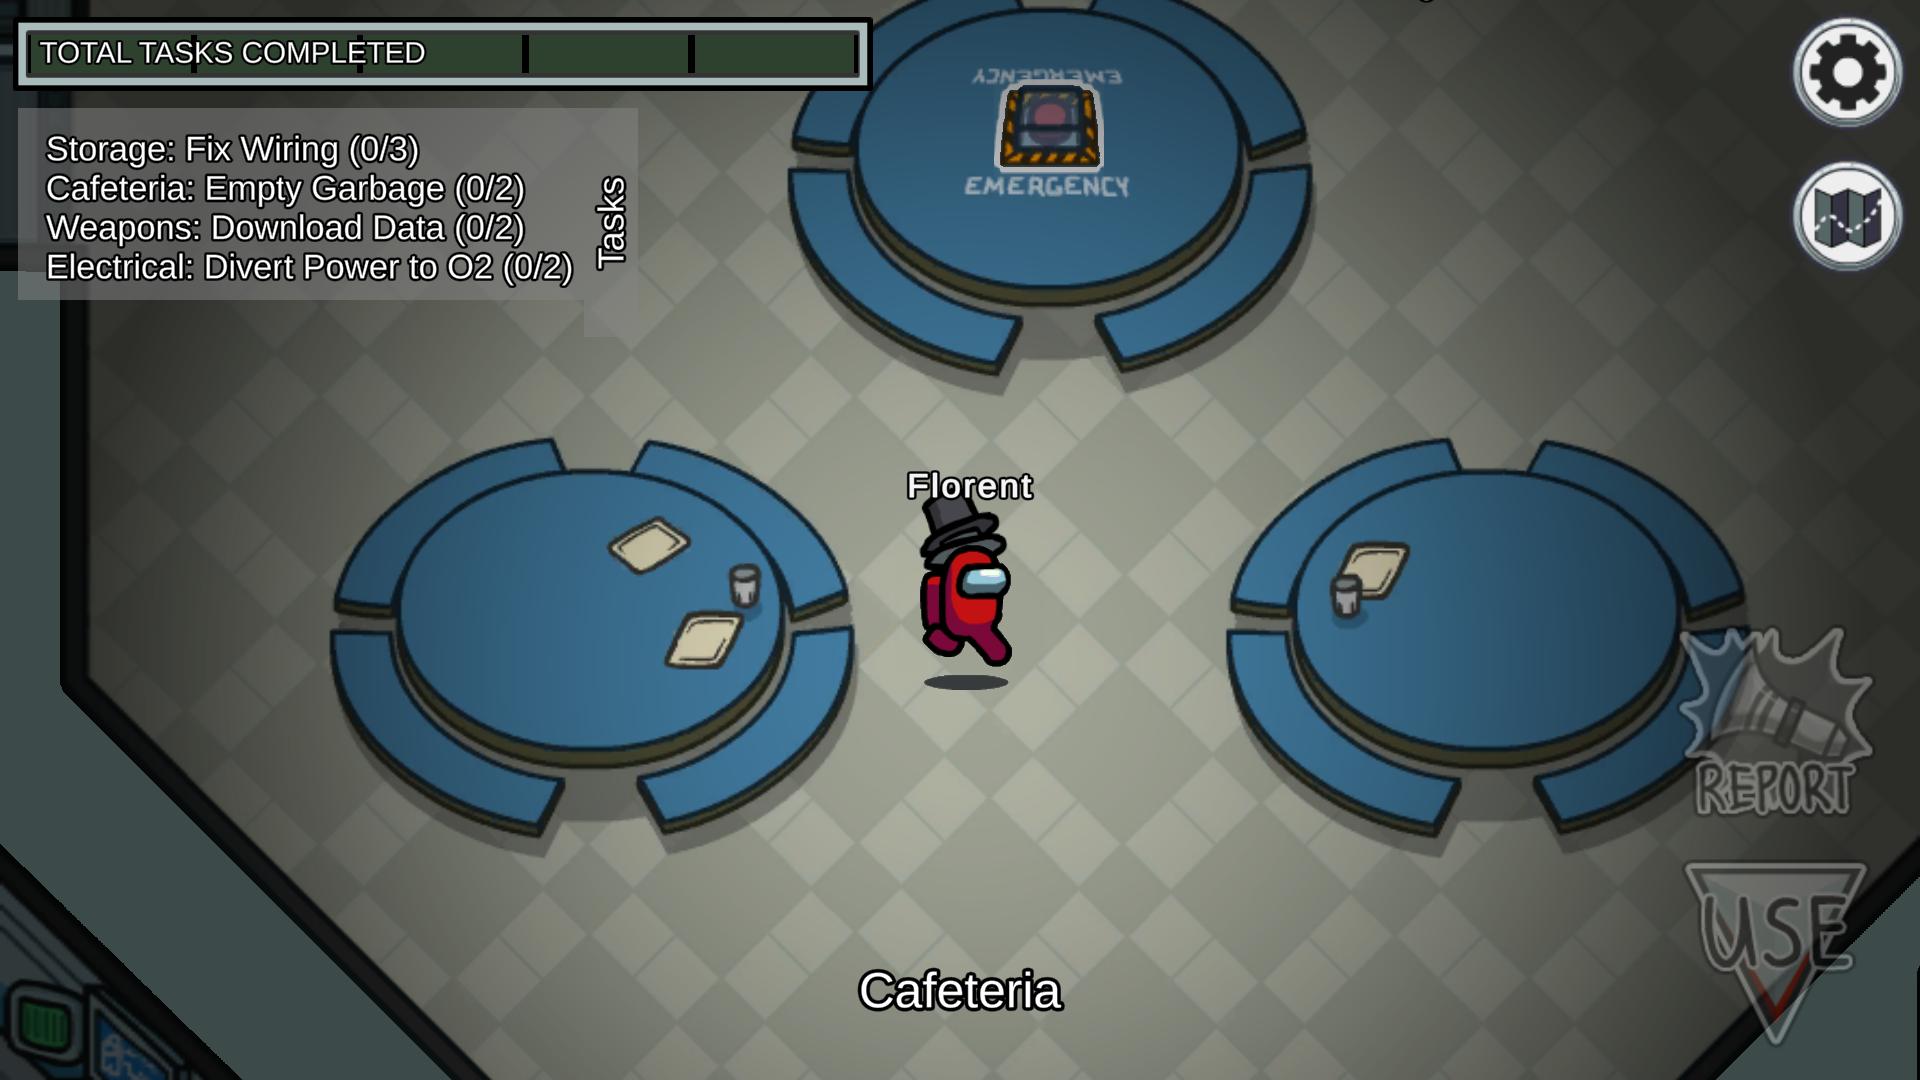 TOTAL TASKS COMPLETED
Storage: Fix Wiring (0/3)
Cafeteria: Empty Garbage (0/2)
Weapons: Download Data (0/2)
Electrical: Divert Power to O2 (0/2)
Tasks
EMERGENCY
EMERGENCY
Florent
REPORT
USE
Cafeteria